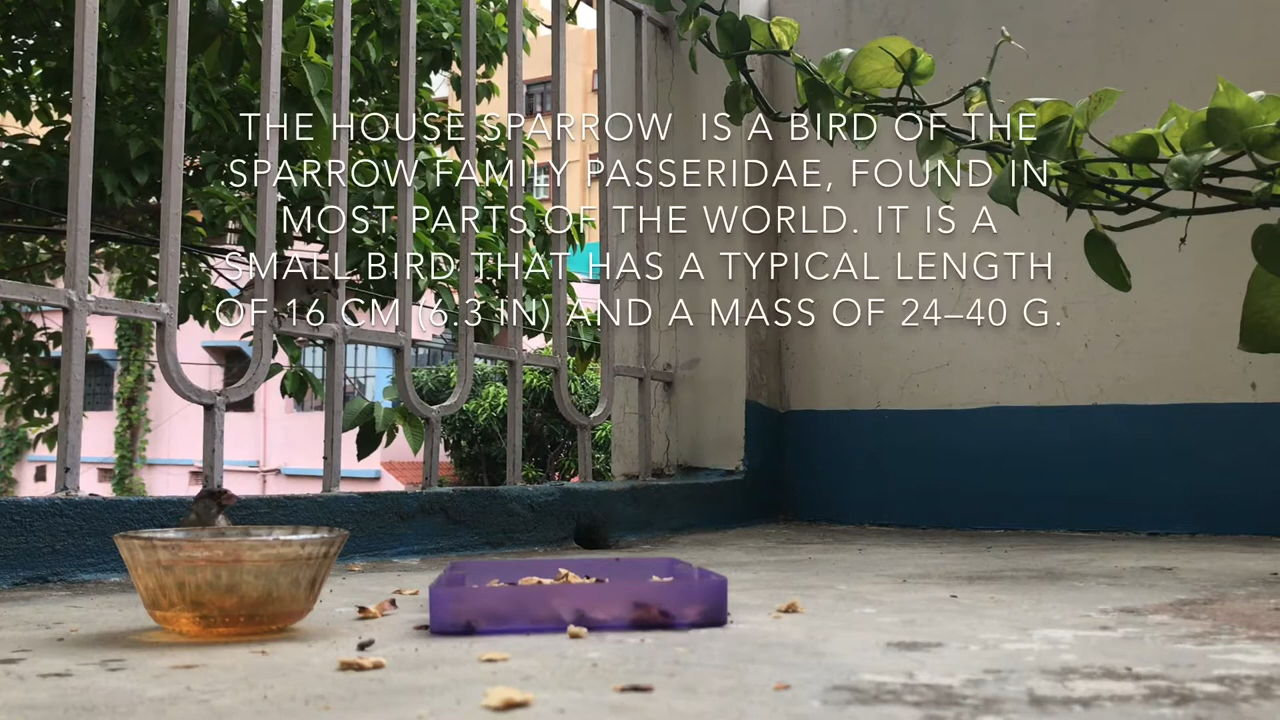 THE HOUSE SPARROW IS A BIRD OF THE
SPARROW FAMILY PASSERIDAE, FOUND IN
MOST PARTS OF THE WORLD. IT IS A
SMALL BIRD THAT HAS A TYPICAL LENGTH
OF 16 CM (6.3 IN) AND A MASS OF 24–40 G.